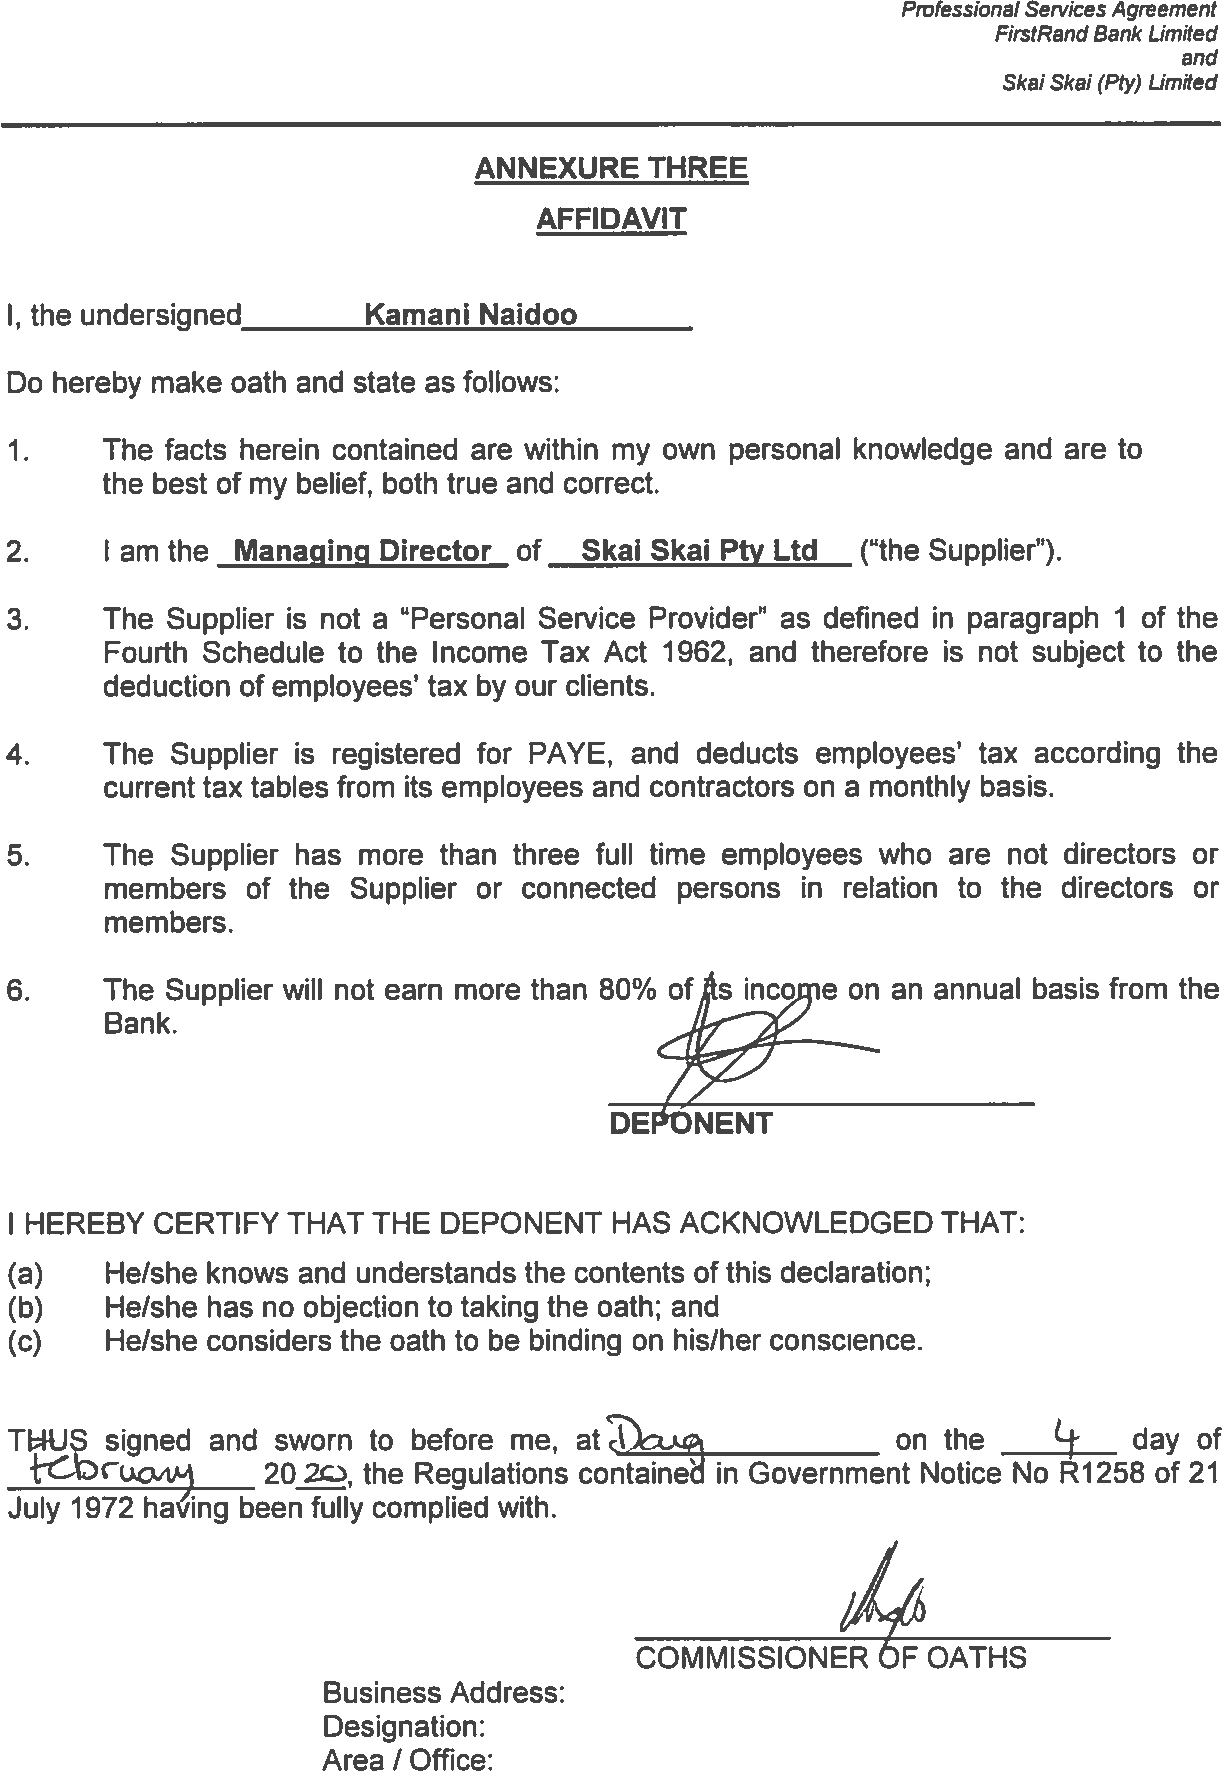 Professional Services Agreement
FirstRand Bank Limited
and
Skai Skai (Pty) Limited
ANNEXURE THREE
AFFIDAVIT
I, the undersigned Kamani Naidoo
Do hereby make oath and state as follows:
1. The facts herein contained are within my own personal knowledge and are to
the best of my belief, both true and correct.
2. I am the Managing Director of Skai Skai Pty Ltd ("the Supplier").
3. The Supplier is not a "Personal Service Provider" as defined in paragraph 1 of the
Fourth Schedule to the Income Tax Act 1962, and therefore is not subject to the
deduction of employees' tax by our clients.
4. The Supplier is registered for PAYE, and deducts employees' tax according the
current tax tables from its employees and contractors on a monthly basis.
5. The Supplier has more than three full time employees who are not directors or
members of the Supplier or connected persons in relation to the directors or
members.
6. The Supplier will not earn more than 80% of its income on an annual basis from the
Bank.
DEPONENT
I HEREBY CERTIFY THAT THE DEPONENT HAS ACKNOWLEDGED THAT:
(a) He/she knows and understands the contents of this declaration;
(b) He/she has no objection to taking the oath; and
(c) He/she considers the oath to be binding on his/her conscience.
THUS signed and sworn to before me, at on the 4 day of
February 2020, the Regulations contained in Government Notice No R1258 of 21
July 1972 having been fully complied with.
COMMISSIONER OF OATHS
Business Address:
Designation:
Area / Office: